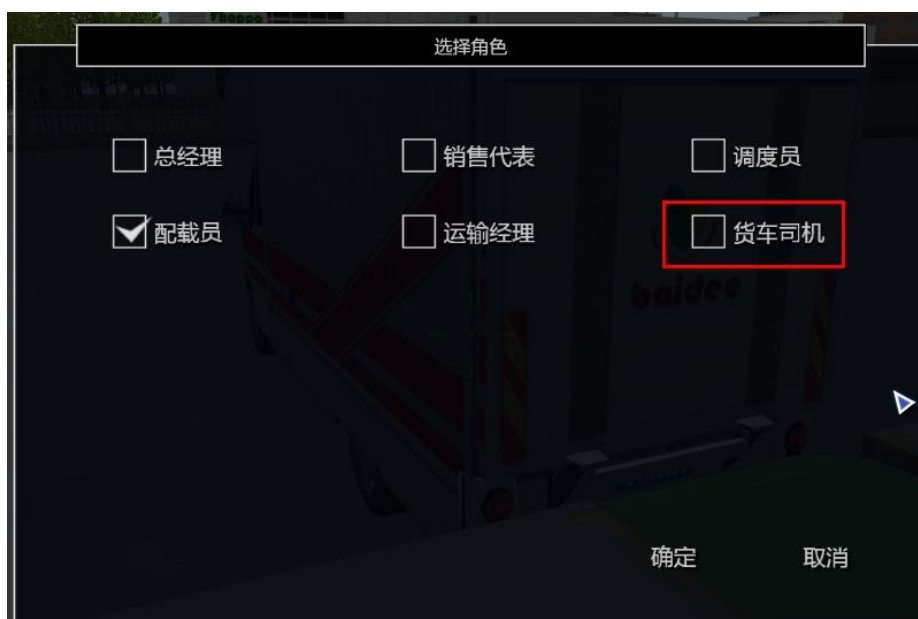 Vhoppo
选择角色
总经理 销售代表 调度员
配载员 运输经理 货车司机
baidee
确定 取消